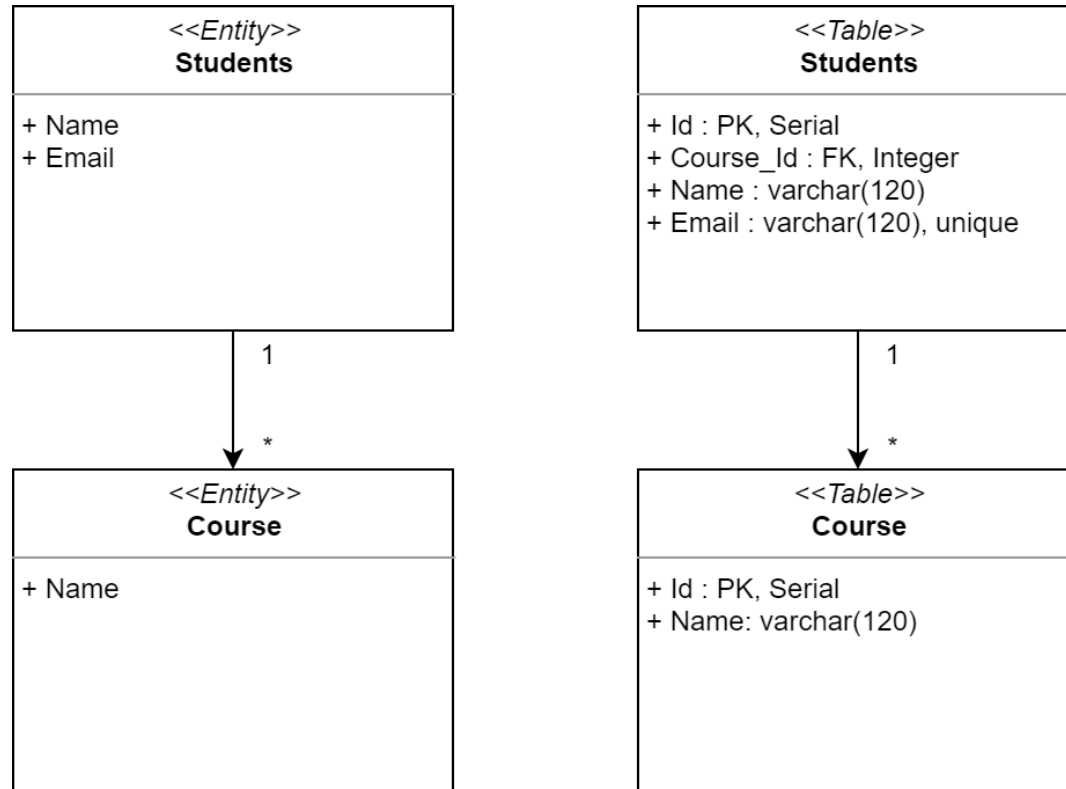 <<Entity>>
Students
+ Name
+ Email
1
*
<<Entity>>
Course
+ Name
<<Table>>
Students
+ Id : PK, Serial
+ Course_Id : FK, Integer
+ Name : varchar(120)
+ Email : varchar(120), unique
1
*
<<Table>>
Course
+ Id : PK, Serial
+ Name: varchar(120)